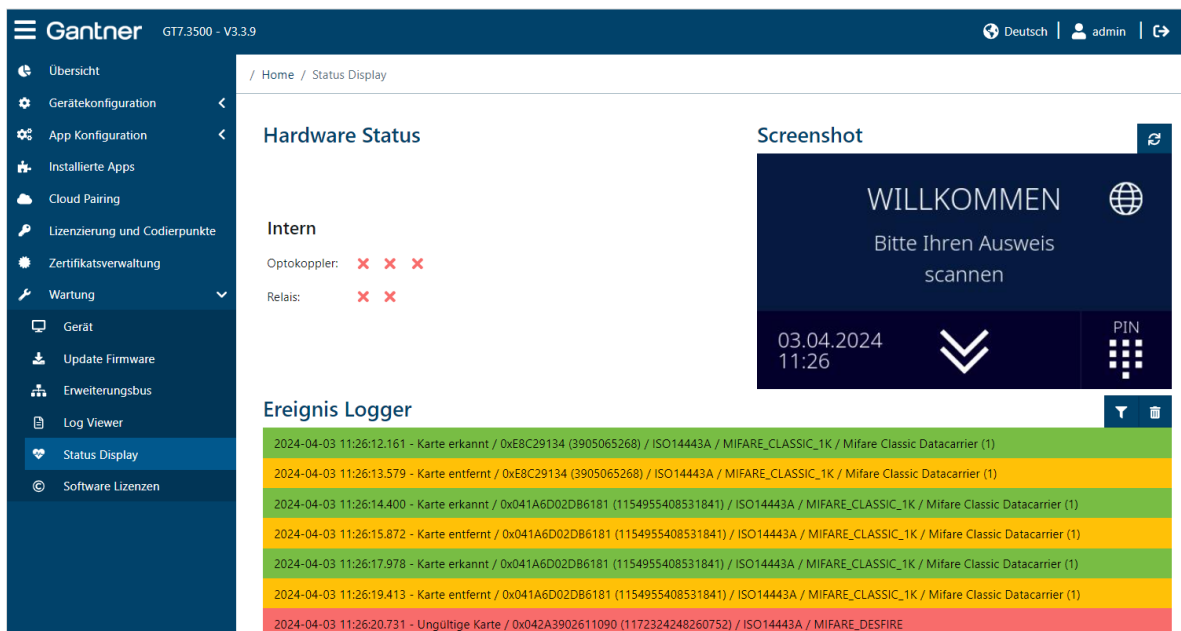 Gantner GT7.3500 - V3.3.9
Deutsch
admin
Übersicht
Gerätekonfiguration
App Konfiguration
Installierte Apps
Cloud Pairing
Lizenzierung und Codierpunkte
Zertifikatsverwaltung
Wartung
Gerät
Update Firmware
Erweiterungsbus
Log Viewer
Status Display
Software Lizenzen
/ Home / Status Display
Hardware Status
Intern
Optokoppler:
Relais:
Screenshot
WILLKOMMEN
Bitte Ihren Ausweis
scannen
03.04.2024
11:26
PIN
Ereignis Logger
2024-04-03 11:26:12.161 - Karte erkannt / 0xE8C29134 (3905065268) / ISO14443A / MIFARE_CLASSIC_1K / Mifare Classic Datacarrier (1)
2024-04-03 11:26:13.579 - Karte entfernt / 0xE8C29134 (3905065268) / ISO14443A / MIFARE_CLASSIC_1K / Mifare Classic Datacarrier (1)
2024-04-03 11:26:14.400 - Karte erkannt / 0x041A6D02DB6181 (1154955408531841) / ISO14443A / MIFARE_CLASSIC_1K / Mifare Classic Datacarrier (1)
2024-04-03 11:26:15.872 - Karte entfernt / 0x041A6D02DB6181 (1154955408531841) / ISO14443A / MIFARE_CLASSIC_1K / Mifare Classic Datacarrier (1)
2024-04-03 11:26:17.978 - Karte erkannt / 0x041A6D02DB6181 (1154955408531841) / ISO14443A / MIFARE_CLASSIC_1K / Mifare Classic Datacarrier (1)
2024-04-03 11:26:19.413 - Karte entfernt / 0x041A6D02DB6181 (1154955408531841) / ISO14443A / MIFARE_CLASSIC_1K / Mifare Classic Datacarrier (1)
2024-04-03 11:26:20.731 - Ungültige Karte / 0x042A3902611090 (1172324248260752) / ISO14443A / MIFARE_DESFIRE